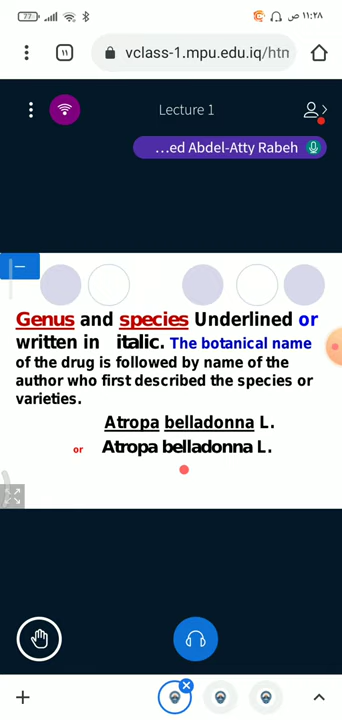 77
١١:٢٨ ص
١١
vclass-1.mpu.edu.iq/htn
Lecture 1
...ed Abdel-Atty Rabeh
Genus and species Underlined or
written in italic. The botanical name
of the drug is followed by name of the
author who first described the species or
varieties.
Atropa belladonna L.
or Atropa belladonna L.